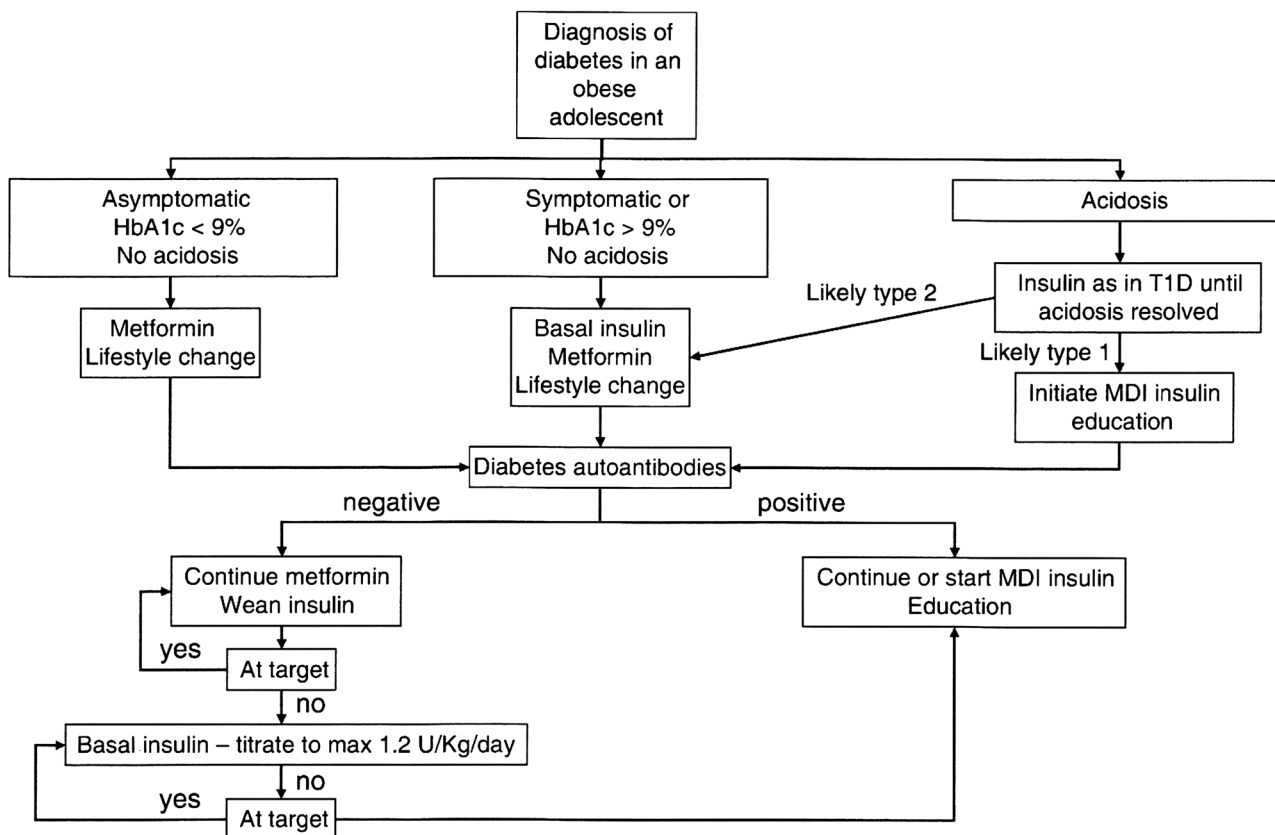 Diagnosis of
diabetes in an
obese
adolescent
Asymptomatic
HbA1c < 9%
No acidosis
Symptomatic or
HbA1c > 9%
No acidosis
Acidosis
Metformin
Lifestyle change
Basal insulin
Metformin
Lifestyle change
Likely type 2
Insulin as in T1D until
acidosis resolved
Likely type 1
Initiate MDI insulin
education
Diabetes autoantibodies
negative
positive
Continue metformin
Wean insulin
Continue or start MDI insulin
Education
yes
At target
no
Basal insulin – titrate to max 1.2 U/Kg/day
no
yes
At target